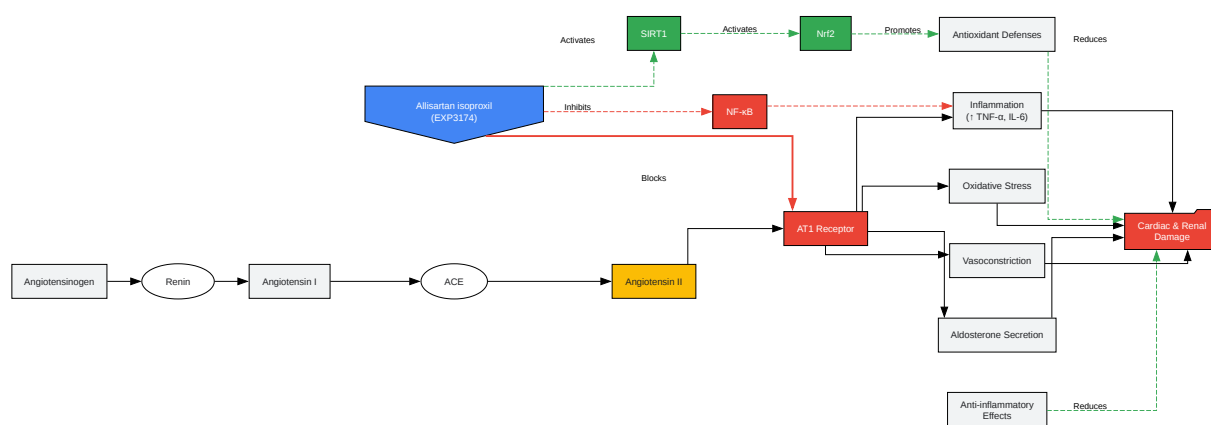 Activates
SIRT1
Activates
Nrf2
Promotes
Antioxidant Defenses
Reduces
Allisartan isoproxil
(EXP3174)
Inhibits
NF-κB
Inflammation
(↑ TNF-α, IL-6)
Blocks
Oxidative Stress
AT1 Receptor
Cardiac & Renal
Damage
Vasoconstriction
Angiotensinogen
Renin
Angiotensin I
ACE
Angiotensin II
Aldosterone Secretion
Anti-inflammatory
Effects
Reduces